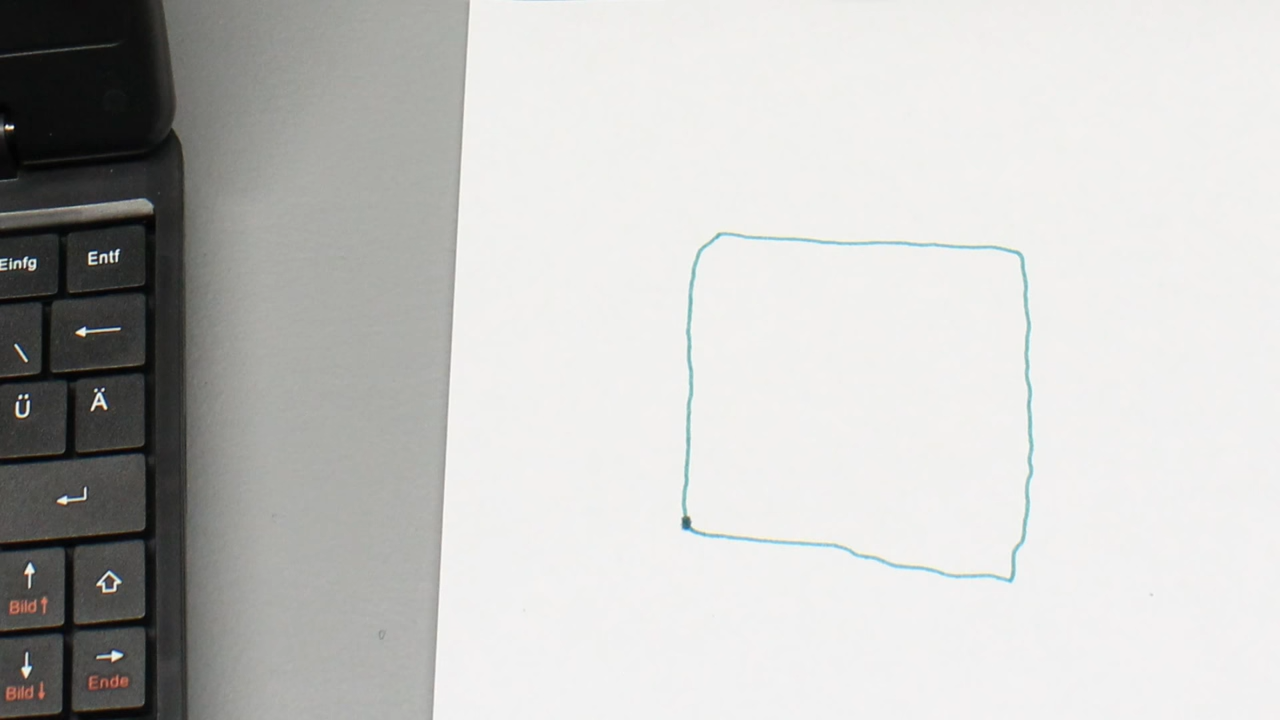 Einfg Entf
\ ←
Ü Ä
↵
↑ ⇧
Bild↑
↓ →
Bild↓ Ende